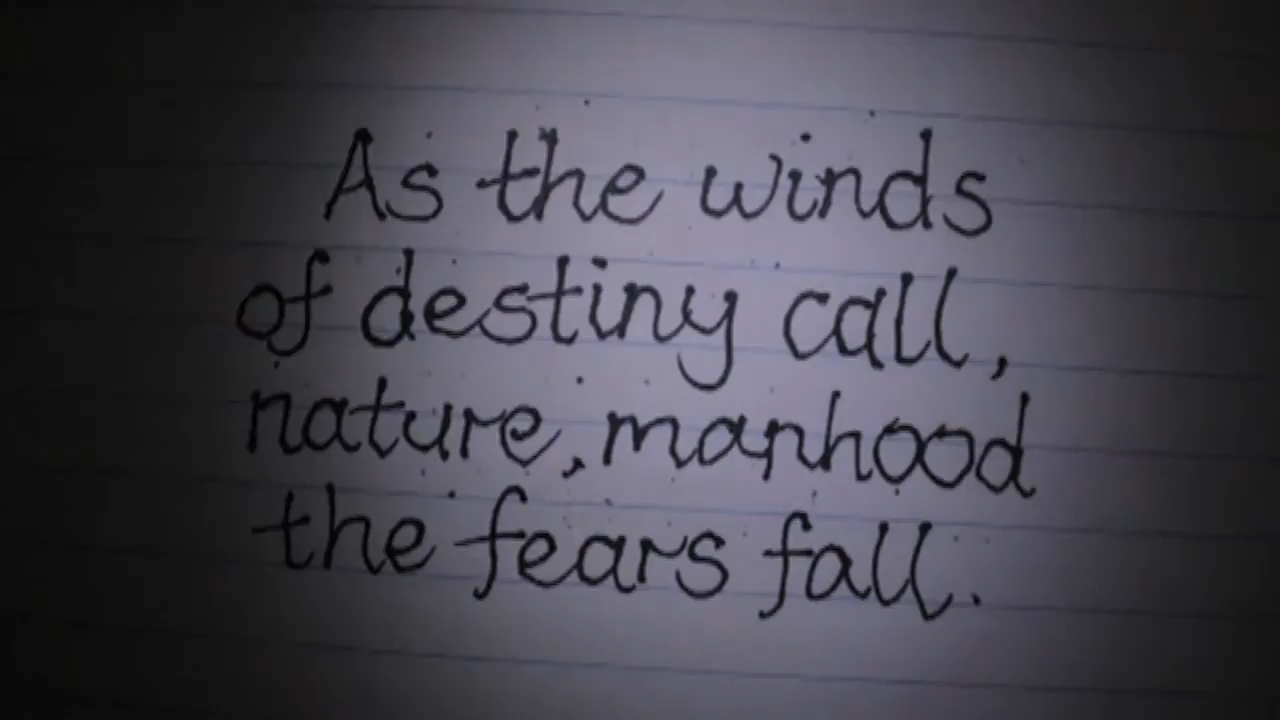 As the winds
of destiny call,
nature, manhood
the fears fall.